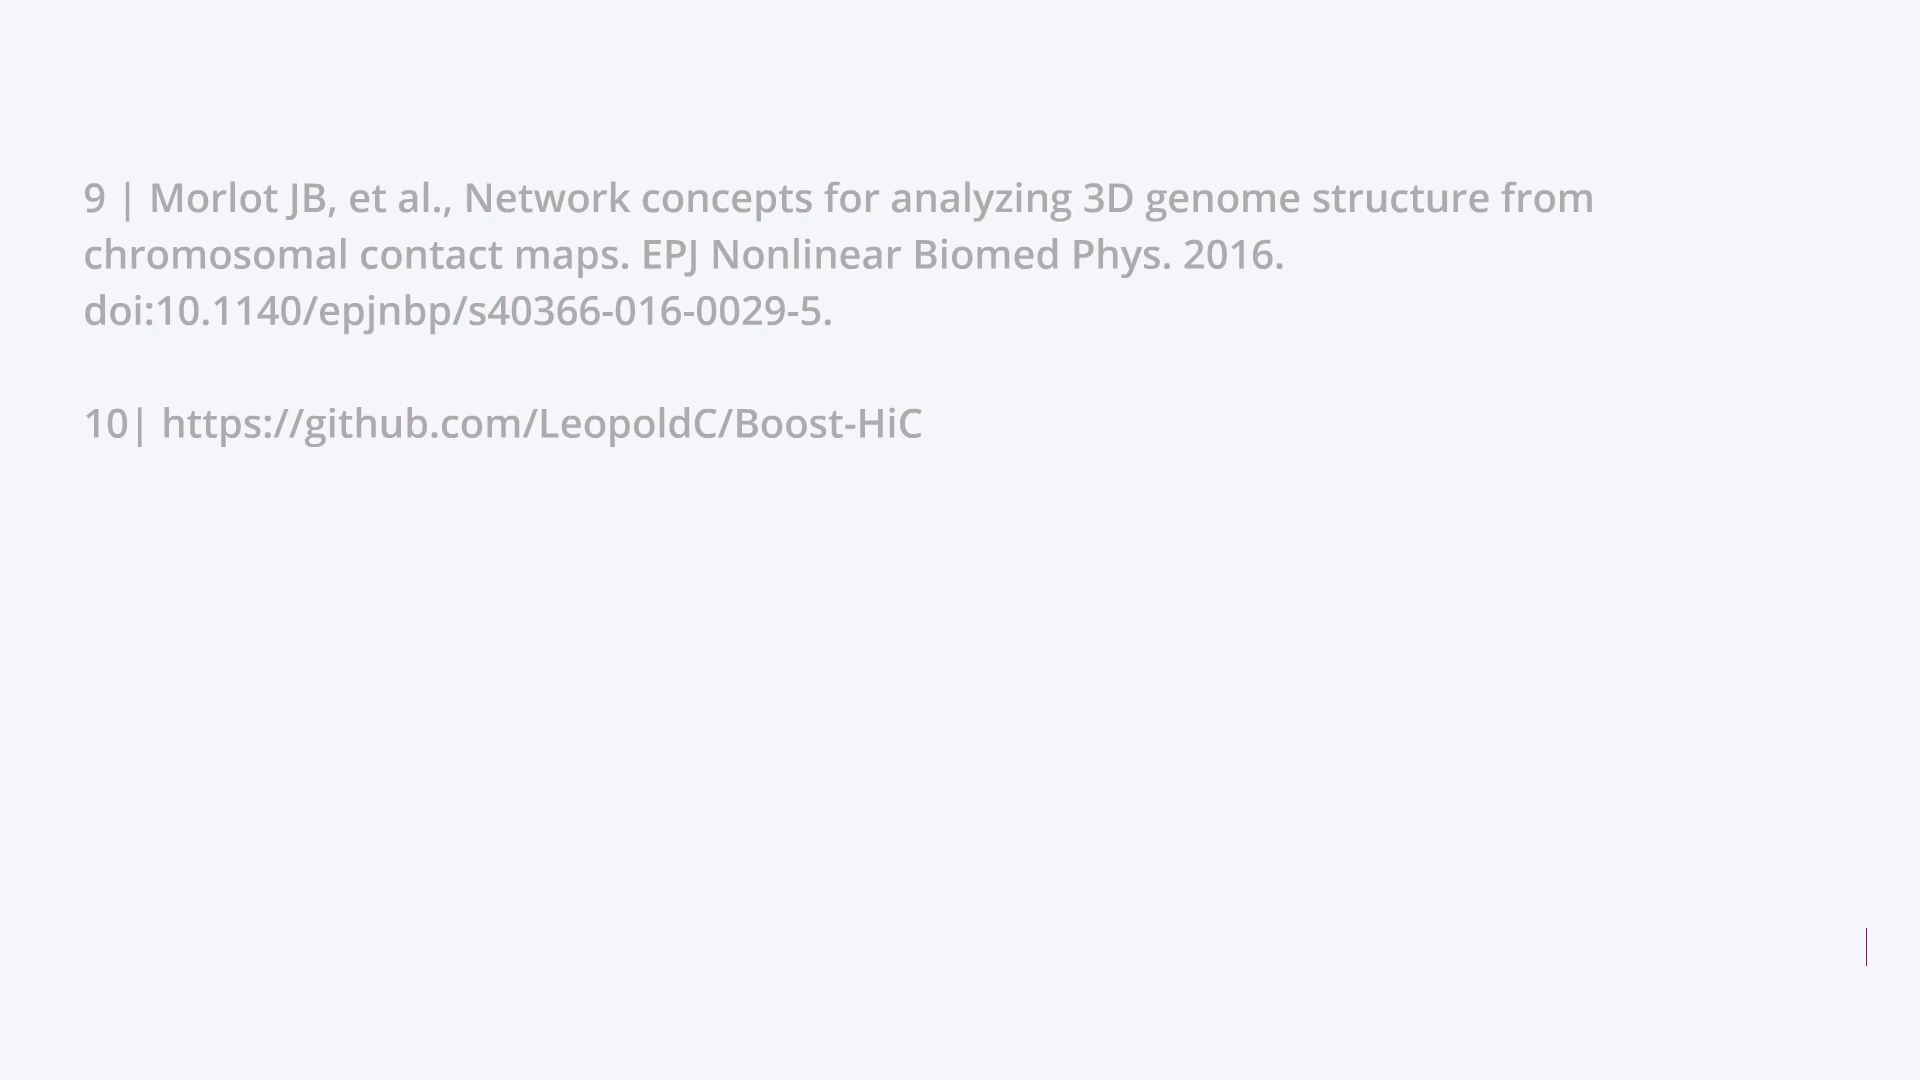 9 | Morlot JB, et al., Network concepts for analyzing 3D genome structure from
chromosomal contact maps. EPJ Nonlinear Biomed Phys. 2016.
doi:10.1140/epjnbp/s40366-016-0029-5.
10| https://github.com/LeopoldC/Boost-HiC